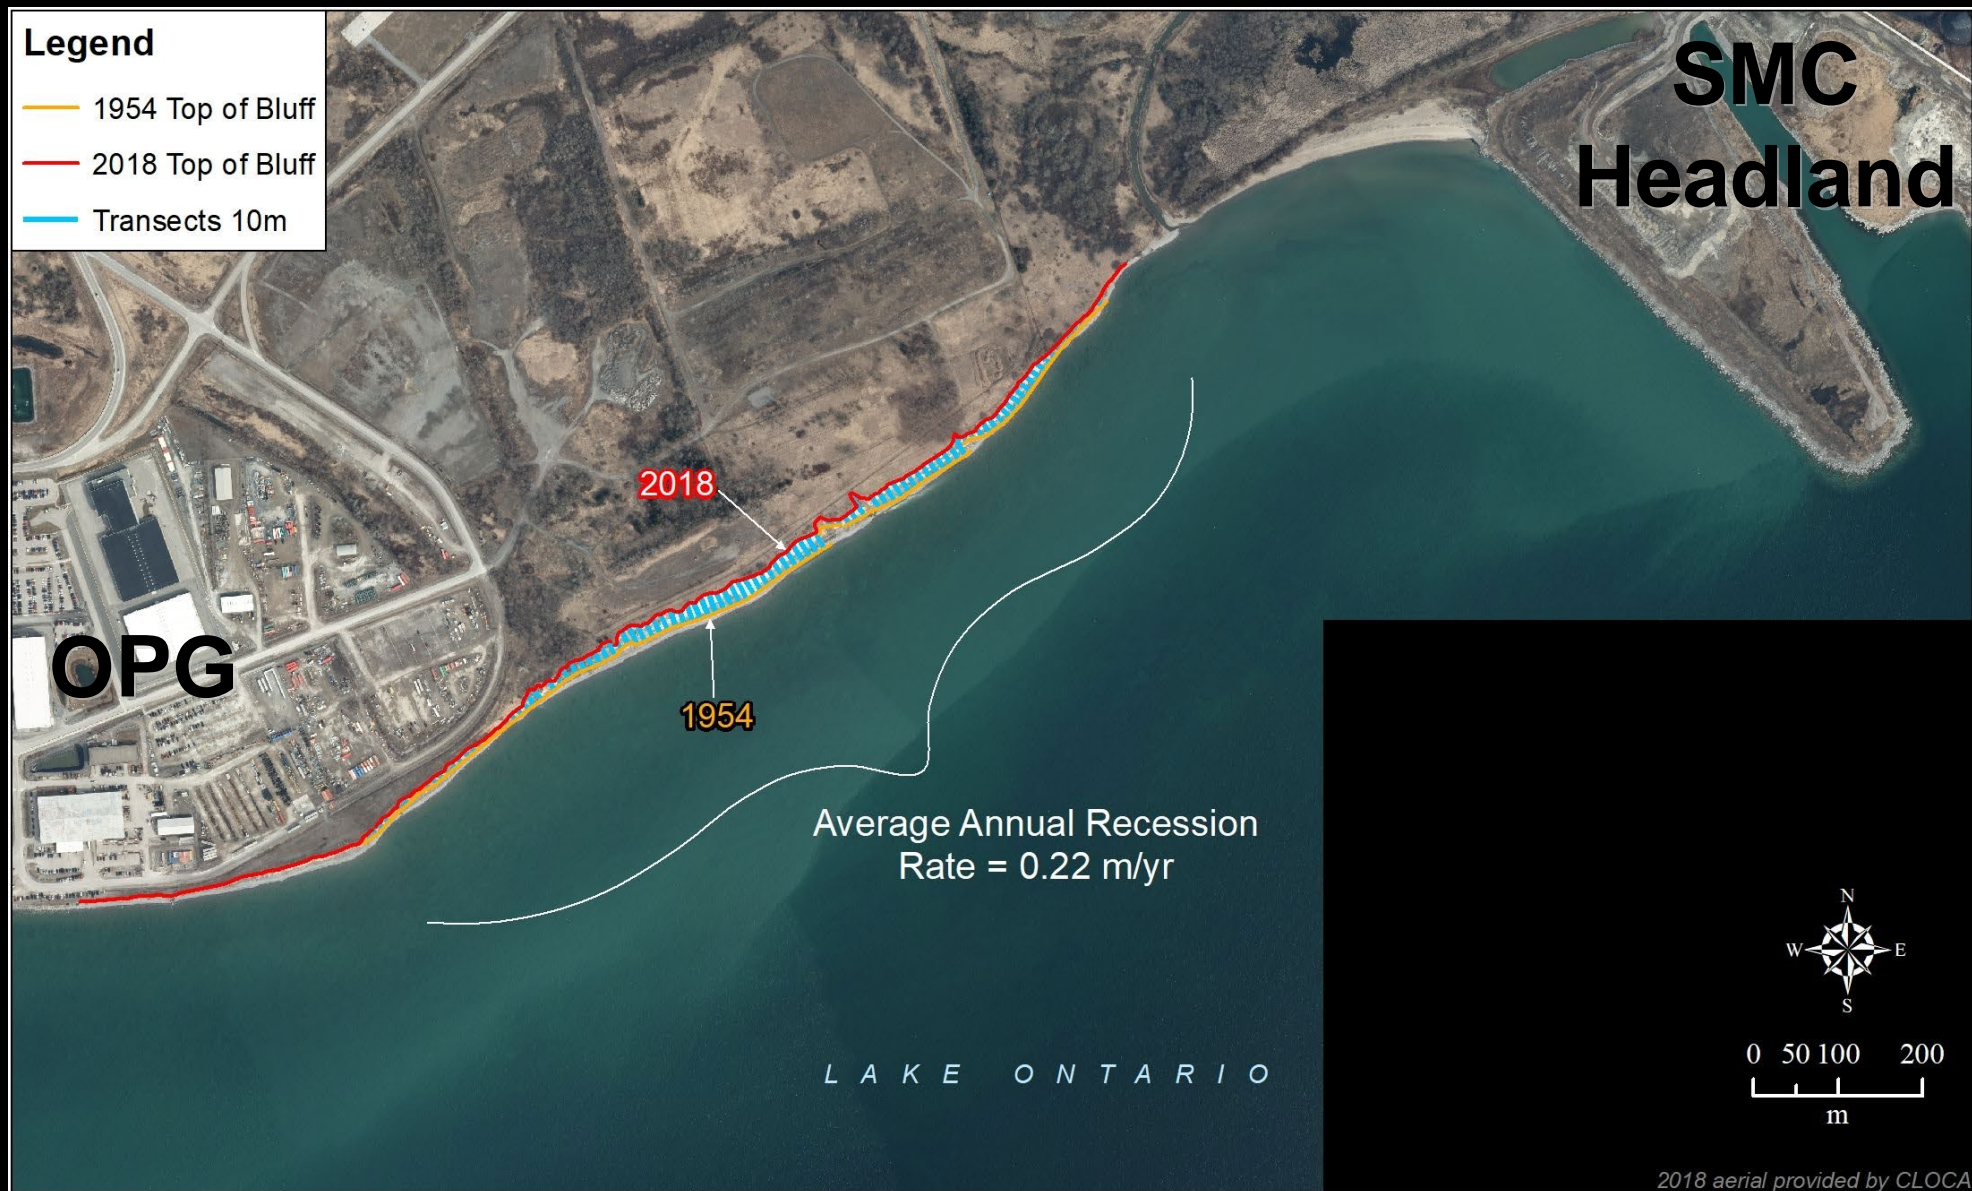 Legend
1954 Top of Bluff
2018 Top of Bluff
Transects 10m
SMC
Headland
2018
OPG
1954
Average Annual Recession
Rate = 0.22 m/yr
N
W E
S
LAKE ONTARIO
0 50 100 200
m
2018 aerial provided by CLOCA